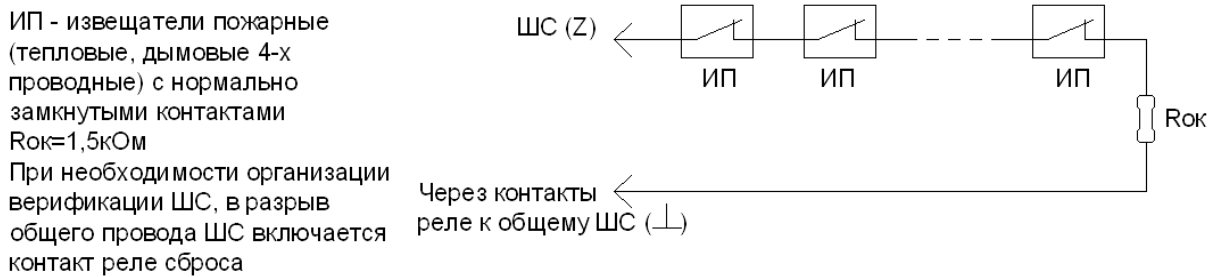 ИП - извещатели пожарные
(тепловые, дымовые 4-х
проводные) с нормально
замкнутыми контактами
Rок=1,5кОм
При необходимости организации
верификации ШС, в разрыв
общего провода ШС включается
контакт реле сброса
ШС (Z)
ИП
ИП
ИП
Rок
Через контакты
реле к общему ШС (⊥)